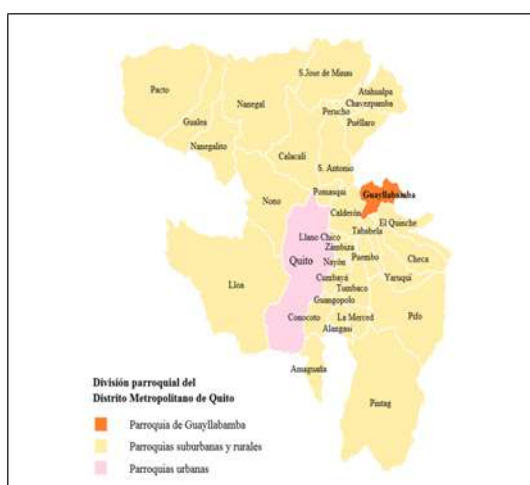 S.Jose de Minas
Pacto
Nanegal
Atahualpa
Chavezpamba
Gualea
Perucho
Puéllaro
Nanegalito
Calacalí
S. Antonio
Nono
Pomasqui
Guayllabamba
Calderón
El Quinche
Tababela
Llano Chico
Zámbiza
Quito
Nayón
Puembo
Checa
Cumbayá
Yaruquí
Lloa
Tumbaco
Guangopolo
Conocoto
La Merced
Pifo
Alangasí
Amaguaña
Pintag
División parroquial del
Distrito Metropolitano de Quito
Parroquia de Guayllabamba
Parroquias suburbanas y rurales
Parroquias urbanas